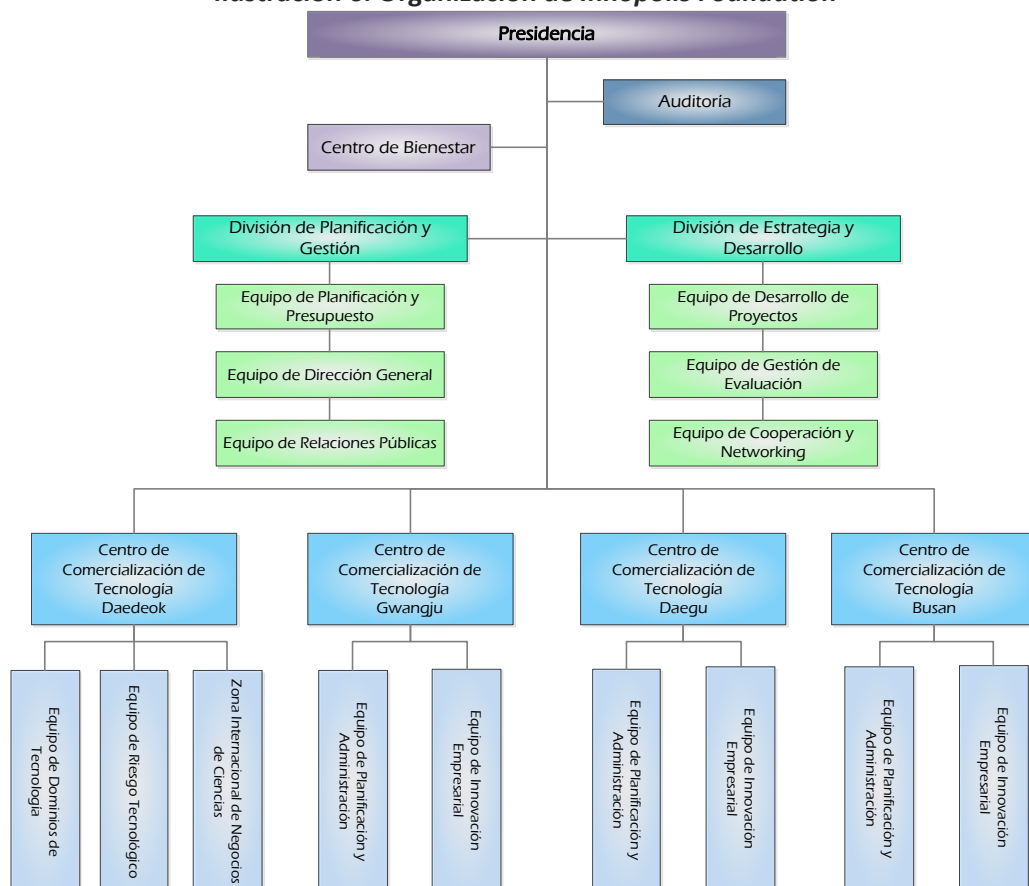 Ilustración 6. Organización de Innopolis Foundation
Presidencia
Auditoría
Centro de Bienestar
División de Planificación y
Gestión
División de Estrategia y
Desarrollo
Equipo de Planificación y
Presupuesto
Equipo de Desarrollo de
Proyectos
Equipo de Dirección General
Equipo de Gestión de
Evaluación
Equipo de Relaciones Públicas
Equipo de Cooperación y
Networking
Centro de
Comercialización de
Tecnología
Daedeok
Centro de
Comercialización de
Tecnología
Gwangju
Centro de
Comercialización de
Tecnología
Daegu
Centro de
Comercialización de
Tecnología
Busan
Equipo de Dominios de
Tecnología
Equipo de Riesgo Tecnológico
Zona Internacional de Negocios
de Ciencias
Equipo de Planificación y
Administración
Equipo de Innovación
Empresarial
Equipo de Planificación y
Administración
Equipo de Innovación
Empresarial
Equipo de Planificación y
Administración
Equipo de Innovación
Empresarial